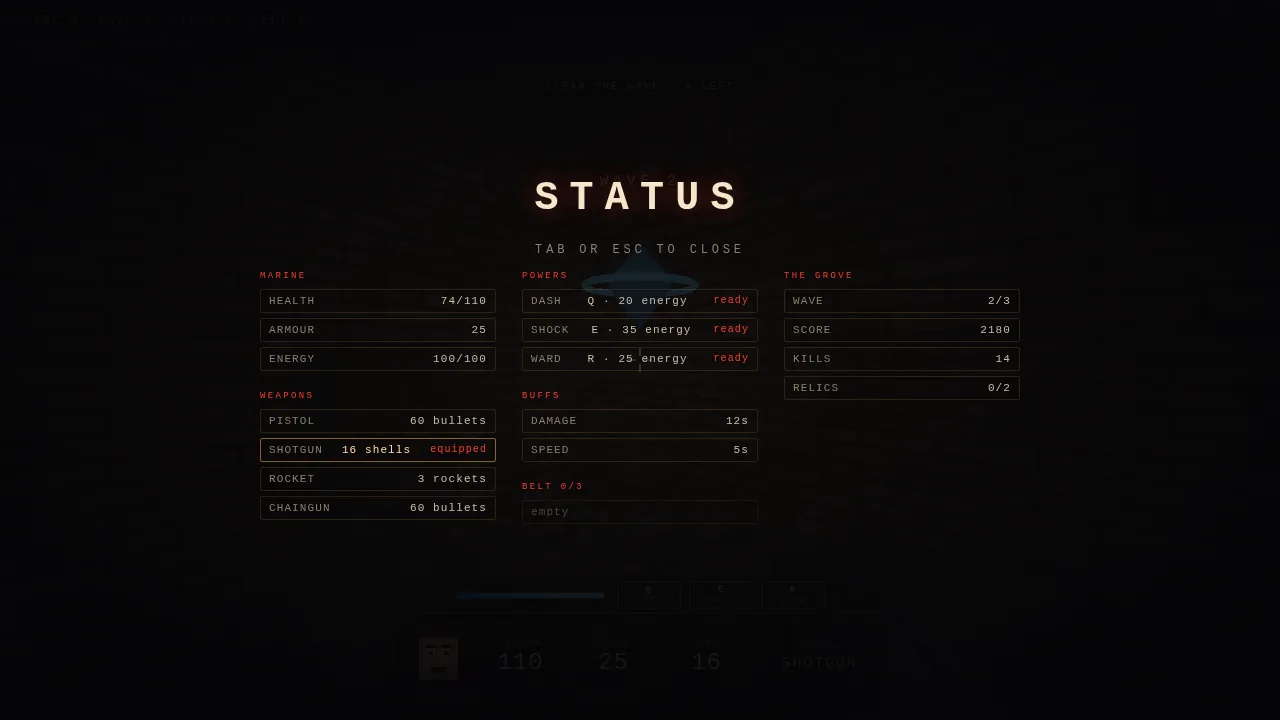 STATUS
TAB OR ESC TO CLOSE
MARINE
HEALTH 74/110
ARMOUR 25
ENERGY 100/100
WEAPONS
PISTOL 60 bullets
SHOTGUN 16 shells equipped
ROCKET 3 rockets
CHAINGUN 60 bullets
POWERS
DASH Q · 20 energy ready
SHOCK E · 35 energy ready
WARD R · 25 energy ready
BUFFS
DAMAGE 12s
SPEED 5s
BELT 0/3
empty
THE GROVE
WAVE 2/3
SCORE 2180
KILLS 14
RELICS 0/2
110
25
16
SHOTGUN